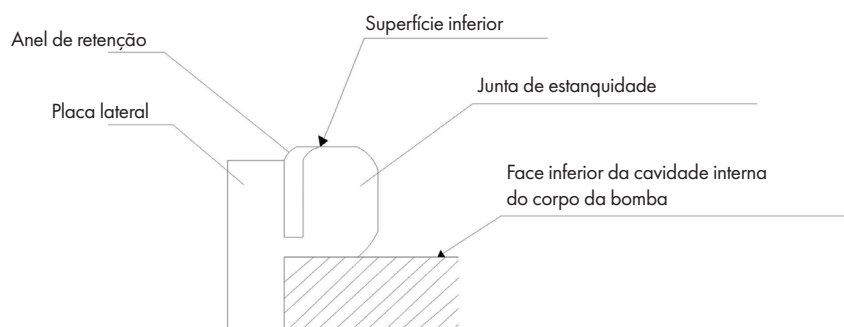 Superfície inferior
Anel de retenção
Junta de estanquidade
Placa lateral
Face inferior da cavidade interna
do corpo da bomba